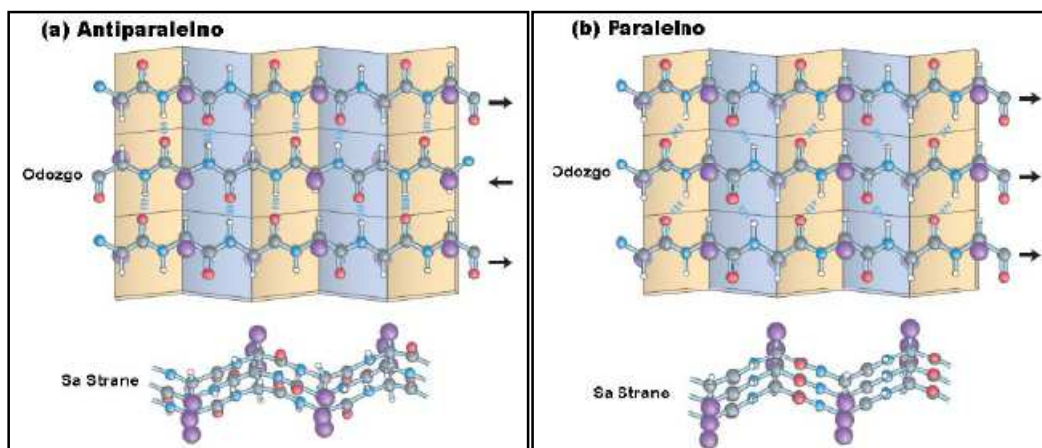 (a) Antiparalelno
Odozgo
Sa Strane
(b) Paralelno
Odozgo
Sa Strane